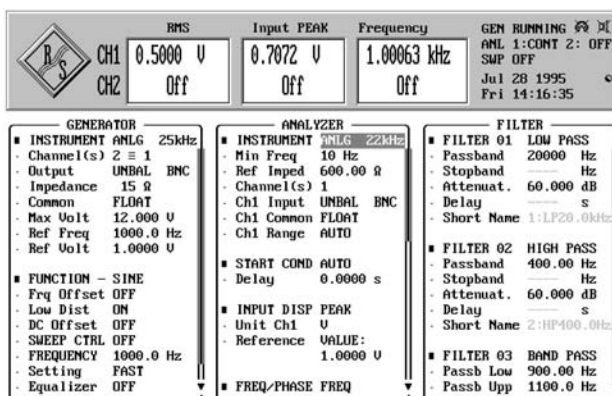 RMS Input PEAK Frequency
GEN RUNNING
ANL 1:CONT 2: OFF
SWP OFF
Jul 28 1995
Fri 14:16:35
R S
CH1 0.5000 V 0.7072 V 1.00063 kHz
CH2 Off Off Off
GENERATOR
INSTRUMENT ANLG 25kHz
Channel(s) 2 ≡ 1
Output UNBAL BNC
Impedance 15 Ω
Common FLOAT
Max Volt 12.000 V
Ref Freq 1000.0 Hz
Ref Volt 1.0000 V
FUNCTION — SINE
Frq Offset OFF
Low Dist ON
DC Offset OFF
SWEEP CTRL OFF
FREQUENCY 1000.0 Hz
Setting FAST
Equalizer OFF
ANALYZER
INSTRUMENT ANLG 22kHz
Min Freq 10 Hz
Ref Imped 600.00 Ω
Channel(s) 1
Ch1 Input UNBAL BNC
Ch1 Common FLOAT
Ch1 Range AUTO
START COND AUTO
Delay 0.0000 s
INPUT DISP PEAK
Unit Ch1 V
Reference VALUE:
1.0000 V
FREQ/PHASE FREQ
FILTER
FILTER 01 LOW PASS
Passband 20000 Hz
Stopband ---- Hz
Attenuat. 60.000 dB
Delay ---- s
Short Name 1:LP20.0kHz
FILTER 02 HIGH PASS
Passband 400.00 Hz
Stopband ---- Hz
Attenuat. 60.000 dB
Delay ---- s
Short Name 2:HP400.0Hz
FILTER 03 BAND PASS
Passb Low 900.00 Hz
Passb Upp 1100.0 Hz